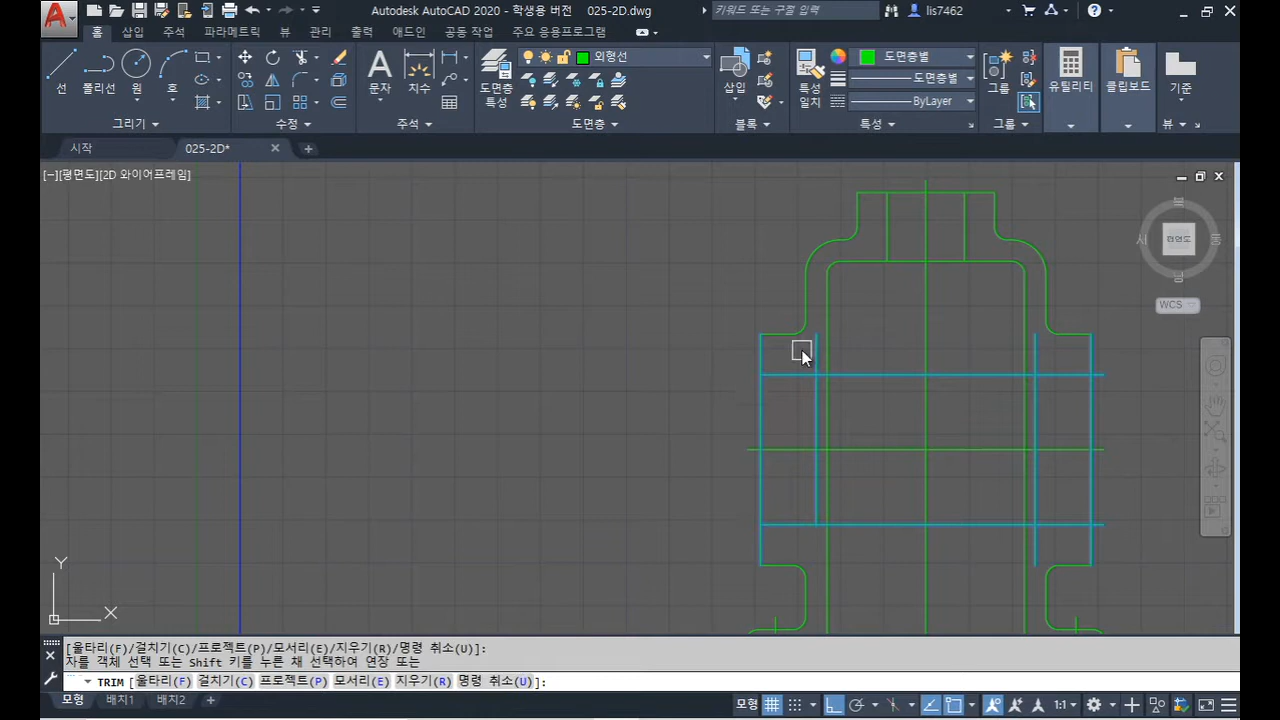 A Autodesk AutoCAD 2020 - 학생용 버전 025-2D.dwg 키워드 또는 구절 입력 lis7462
홈 삽입 주석 파라메트릭 뷰 관리 출력 애드인 공동 작업 주요 응용프로그램
외형선 도면층별
도면층별
ByLayer
선 폴리선 원 호 문자 치수 도면층 특성 삽입 특성 일치 그룹 유틸리티 클립보드 기준
그리기 수정 주석 도면층 블록 특성 그룹 뷰
시작 025-2D*
[−][평면도][2D 와이어프레임]
북
서 동
남
WCS
Y
X
[울타리(F)/걸치기(C)/프로젝트(P)/모서리(E)/지우기(R)/명령 취소(U)]:
자를 객체 선택 또는 Shift 키를 누른 채 선택하여 연장 또는
TRIM [울타리(F) 걸치기(C) 프로젝트(P) 모서리(E) 지우기(R) 명령 취소(U)]:
모형 배치1 배치2 + 모형 1:1